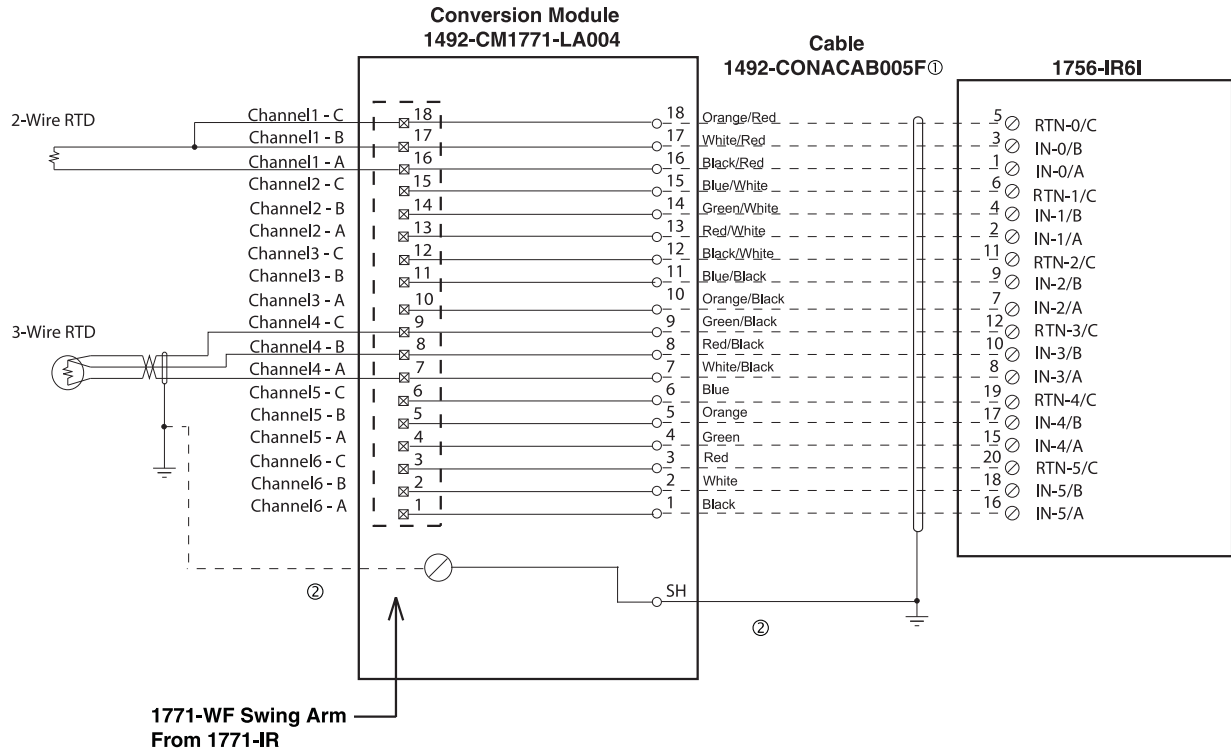 Conversion Module
1492-CM1771-LA004
Cable
1492-CONACAB005F①
1756-IR6I
2-Wire RTD
Channel1 - C 18 18 Orange/Red 5 RTN-0/C
Channel1 - B 17 17 White/Red 3 IN-0/B
Channel1 - A 16 16 Black/Red 1 IN-0/A
Channel2 - C 15 15 Blue/White 6 RTN-1/C
Channel2 - B 14 14 Green/White 4 IN-1/B
Channel2 - A 13 13 Red/White 2 IN-1/A
Channel3 - C 12 12 Black/White 11 RTN-2/C
Channel3 - B 11 11 Blue/Black 9 IN-2/B
Channel3 - A 10 10 Orange/Black 7 IN-2/A
3-Wire RTD
Channel4 - C 9 9 Green/Black 12 RTN-3/C
Channel4 - B 8 8 Red/Black 10 IN-3/B
Channel4 - A 7 7 White/Black 8 IN-3/A
Channel5 - C 6 6 Blue 19 RTN-4/C
Channel5 - B 5 5 Orange 17 IN-4/B
Channel5 - A 4 4 Green 15 IN-4/A
Channel6 - C 3 3 Red 20 RTN-5/C
Channel6 - B 2 2 White 18 IN-5/B
Channel6 - A 1 1 Black 16 IN-5/A
② SH ②
1771-WF Swing Arm
From 1771-IR